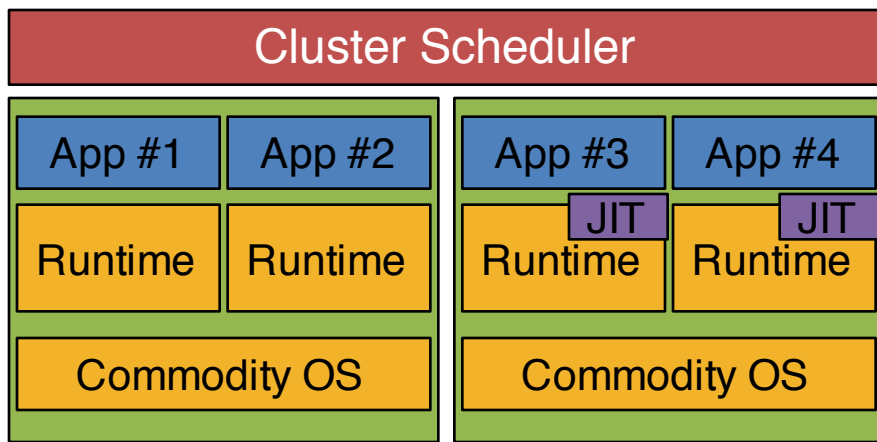 Cluster Scheduler
App #1 App #2 App #3 App #4
JIT JIT
Runtime Runtime Runtime Runtime
Commodity OS Commodity OS